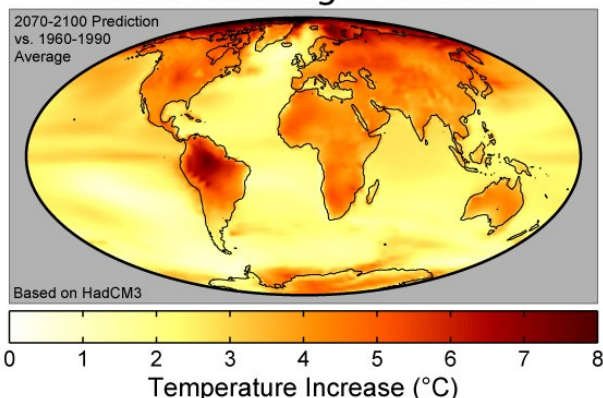 2070-2100 Prediction
vs. 1960-1990
Average
Based on HadCM3
0 1 2 3 4 5 6 7 8
Temperature Increase (°C)